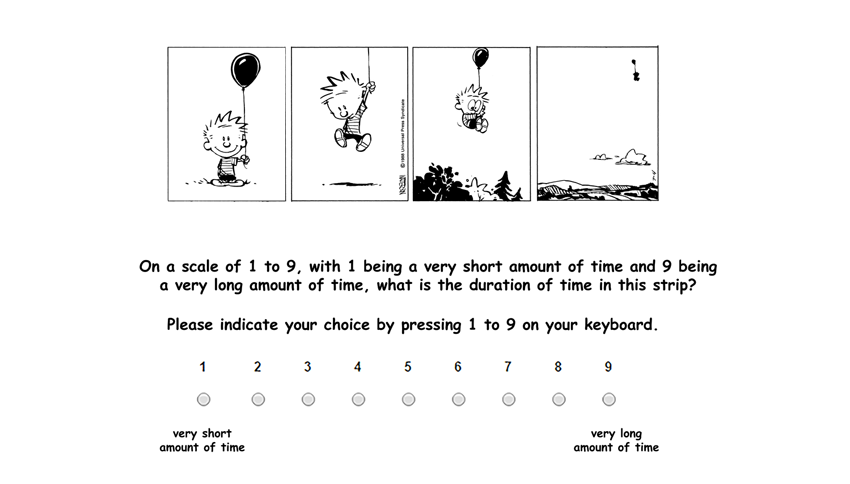 ©1988 Universal Press Syndicate
On a scale of 1 to 9, with 1 being a very short amount of time and 9 being
a very long amount of time, what is the duration of time in this strip?
Please indicate your choice by pressing 1 to 9 on your keyboard.
1 2 3 4 5 6 7 8 9
very short
amount of time
very long
amount of time